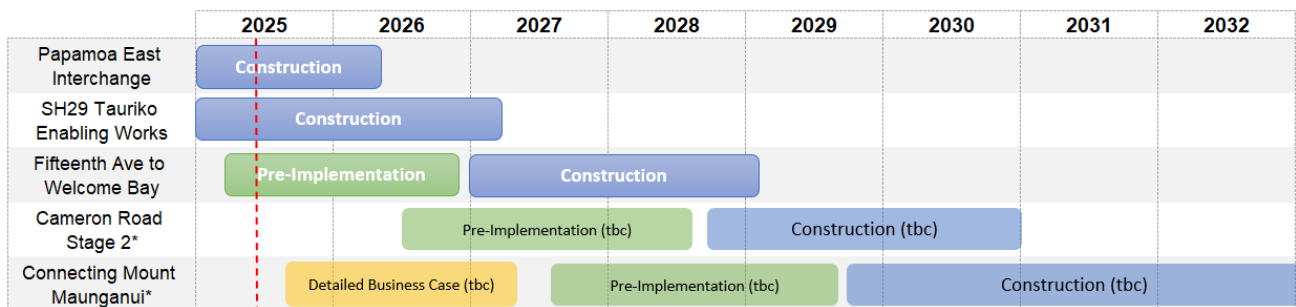 2025 2026 2027 2028 2029 2030 2031 2032
Papamoa East
Interchange
Construction
SH29 Tauriko
Enabling Works
Construction
Fifteenth Ave to
Welcome Bay
Pre-Implementation
Construction
Cameron Road
Stage 2*
Pre-Implementation (tbc)
Construction (tbc)
Connecting Mount
Maunganui*
Detailed Business Case (tbc)
Pre-Implementation (tbc)
Construction (tbc)